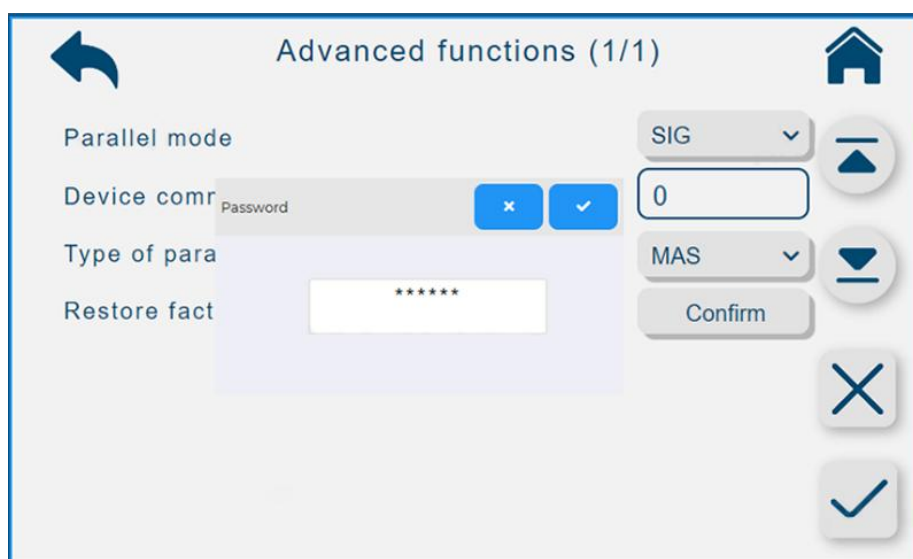 Advanced functions (1/1)
Parallel mode
SIG
Device comr
0
Password
Type of para
MAS
******
Restore fact
Confirm